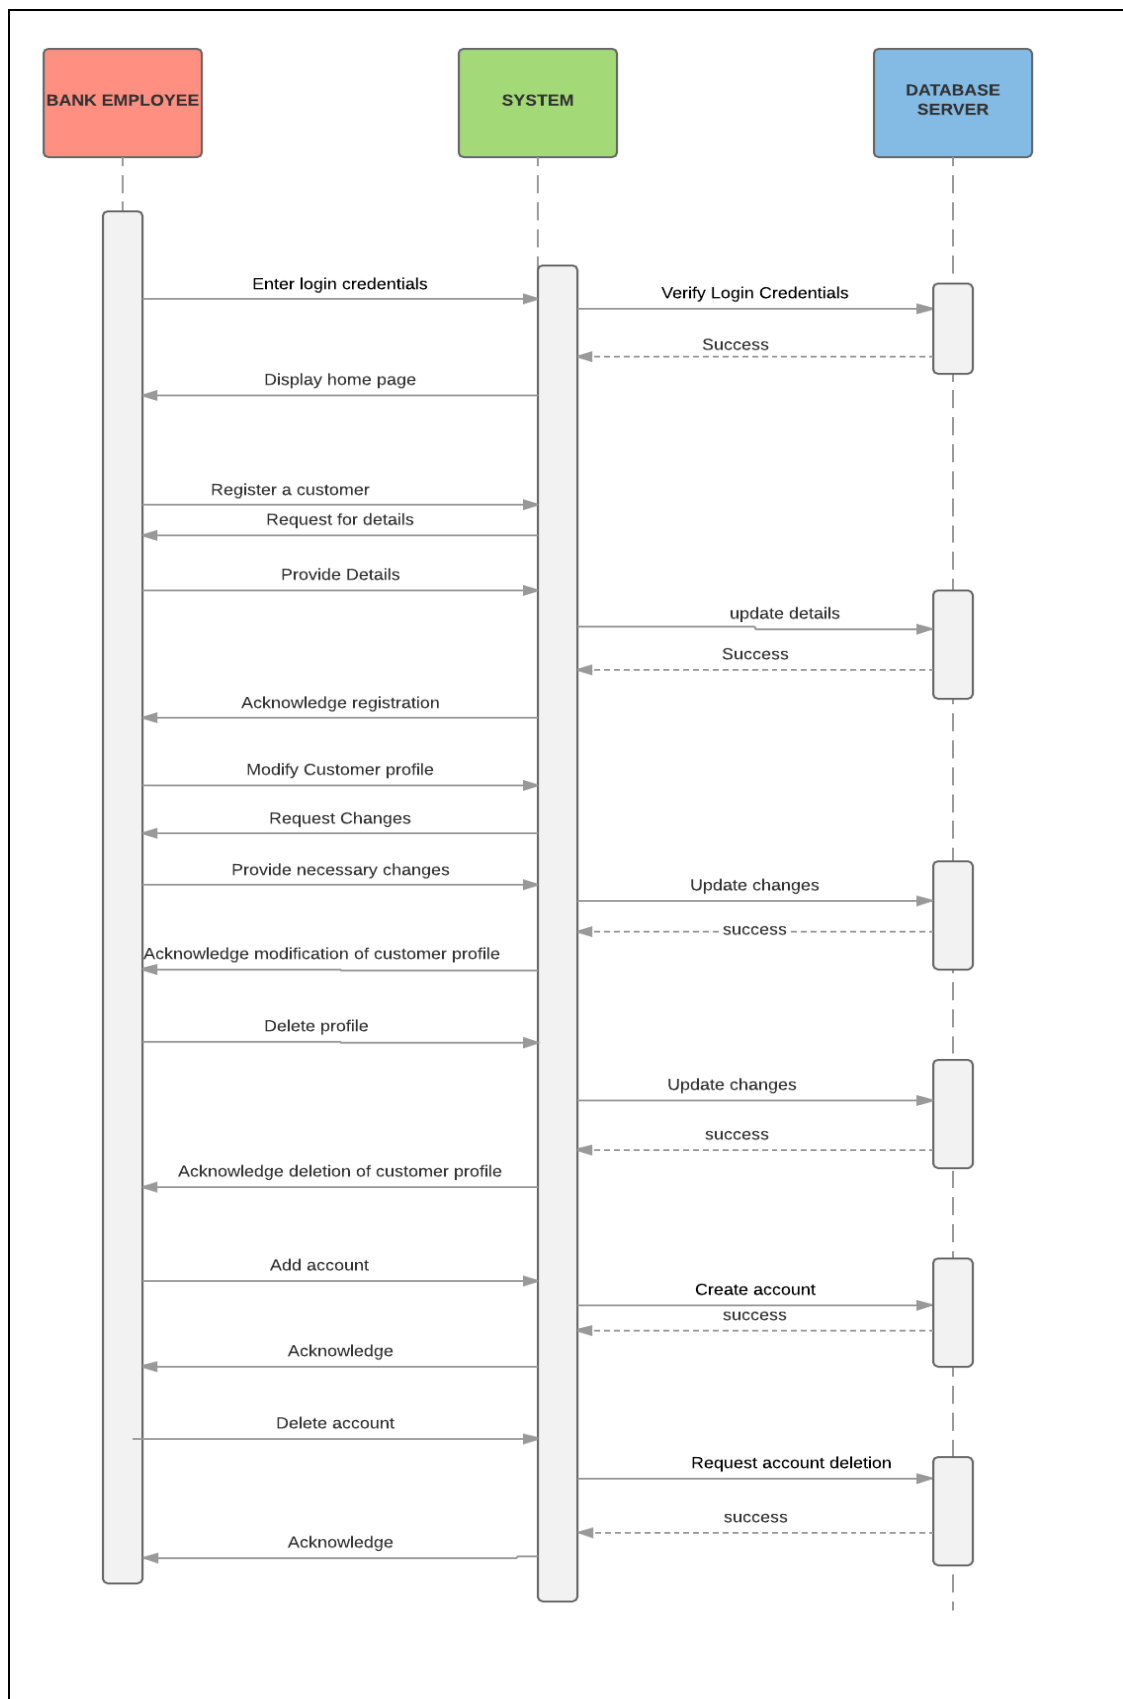 BANK EMPLOYEE
SYSTEM
DATABASE
SERVER
Enter login credentials
Verify Login Credentials
Success
Display home page
Register a customer
Request for details
Provide Details
update details
Success
Acknowledge registration
Modify Customer profile
Request Changes
Provide necessary changes
Update changes
success
Acknowledge modification of customer profile
Delete profile
Update changes
success
Acknowledge deletion of customer profile
Add account
Create account
success
Acknowledge
Delete account
Request account deletion
success
Acknowledge